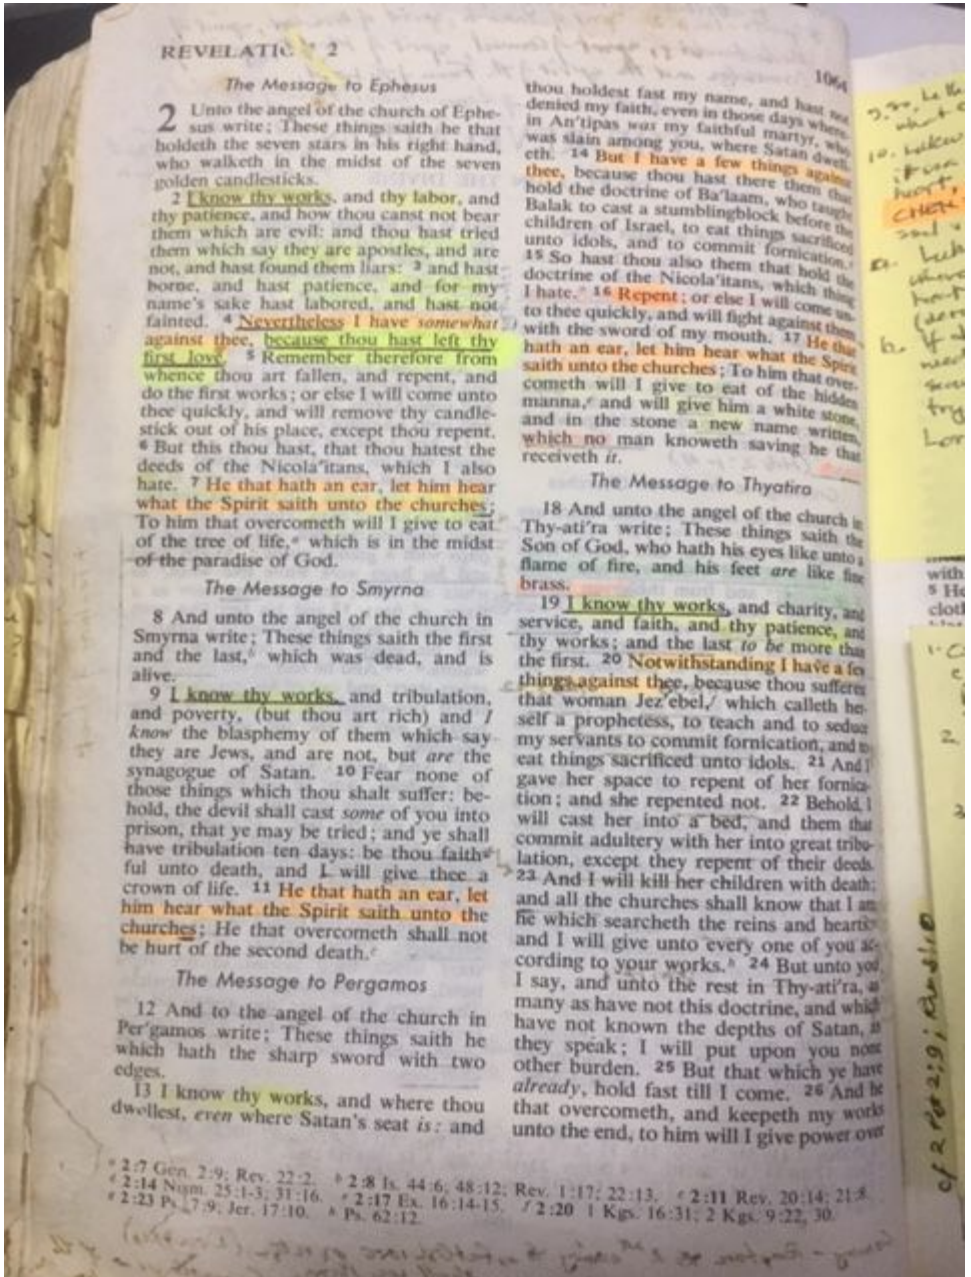 REVELATIO 2
1064
The Message to Ephesus
2 Unto the angel of the church of Ephe-
sus write; These things saith he that
holdeth the seven stars in his right hand,
who walketh in the midst of the seven
golden candlesticks.
2 I know thy works, and thy labor, and
thy patience, and how thou canst not bear
them which are evil: and thou hast tried
them which say they are apostles, and are
not, and hast found them liars: 3 and hast
borne, and hast patience, and for my
name's sake hast labored, and hast not
fainted. 4 Nevertheless I have somewhat
against thee, because thou hast left thy
first love. 5 Remember therefore from
whence thou art fallen, and repent, and
do the first works; or else I will come unto
thee quickly, and will remove thy candle-
stick out of his place, except thou repent.
6 But this thou hast, that thou hatest the
deeds of the Nicola'itans, which I also
hate. 7 He that hath an ear, let him hear
what the Spirit saith unto the churches;
To him that overcometh will I give to eat
of the tree of life,a which is in the midst
of the paradise of God.
The Message to Smyrna
8 And unto the angel of the church in
Smyrna write; These things saith the first
and the last,b which was dead, and is
alive.
9 I know thy works, and tribulation,
and poverty, (but thou art rich) and I
know the blasphemy of them which say
they are Jews, and are not, but are the
synagogue of Satan. 10 Fear none of
those things which thou shalt suffer: be-
hold, the devil shall cast some of you into
prison, that ye may be tried; and ye shall
have tribulation ten days: be thou faith-
ful unto death, and I will give thee a
crown of life. 11 He that hath an ear, let
him hear what the Spirit saith unto the
churches; He that overcometh shall not
be hurt of the second death.c
The Message to Pergamos
12 And to the angel of the church in
Per'gamos write; These things saith he
which hath the sharp sword with two
edges.
13 I know thy works, and where thou
dwellest, even where Satan's seat is: and
thou holdest fast my name, and hast not
denied my faith, even in those days where-
in An'tipas was my faithful martyr, who
was slain among you, where Satan dwell-
eth. 14 But I have a few things against
thee, because thou hast there them that
hold the doctrine of Ba'laam, who taught
Balak to cast a stumblingblock before the
children of Israel, to eat things sacrificed
unto idols, and to commit fornication.
15 So hast thou also them that hold the
doctrine of the Nicola'itans, which thing
I hate. 16 Repent; or else I will come un-
to thee quickly, and will fight against them
with the sword of my mouth. 17 He that
hath an ear, let him hear what the Spirit
saith unto the churches; To him that over-
cometh will I give to eat of the hidden
manna,e and will give him a white stone,
and in the stone a new name written,
which no man knoweth saving he that
receiveth it.
The Message to Thyatira
18 And unto the angel of the church in
Thy-ati'ra write; These things saith the
Son of God, who hath his eyes like unto a
flame of fire, and his feet are like fine
brass.
19 I know thy works, and charity, and
service, and faith, and thy patience, and
thy works; and the last to be more than
the first. 20 Notwithstanding I have a few
things against thee, because thou sufferest
that woman Jez'ebel,f which calleth her-
self a prophetess, to teach and to seduce
my servants to commit fornication, and to
eat things sacrificed unto idols. 21 And I
gave her space to repent of her fornica-
tion; and she repented not. 22 Behold, I
will cast her into a bed, and them that
commit adultery with her into great tribu-
lation, except they repent of their deeds.
23 And I will kill her children with death;
and all the churches shall know that I am
he which searcheth the reins and hearts:
and I will give unto every one of you ac-
cording to your works.h 24 But unto you
I say, and unto the rest in Thy-ati'ra, as
many as have not this doctrine, and which
have not known the depths of Satan, as
they speak; I will put upon you none
other burden. 25 But that which ye have
already, hold fast till I come. 26 And he
that overcometh, and keepeth my works
unto the end, to him will I give power over
a 2:7 Gen. 2:9; Rev. 22:2. b 2:8 Is. 44:6; 48:12; Rev. 1:17; 22:13. c 2:11 Rev. 20:14; 21:8.
d 2:14 Num. 25:1-3; 31:16. e 2:17 Ex. 16:14-15. f 2:20 1 Kgs. 16:31; 2 Kgs. 9:22, 30.
g 2:23 Ps. 7:9; Jer. 17:10. h Ps. 62:12.